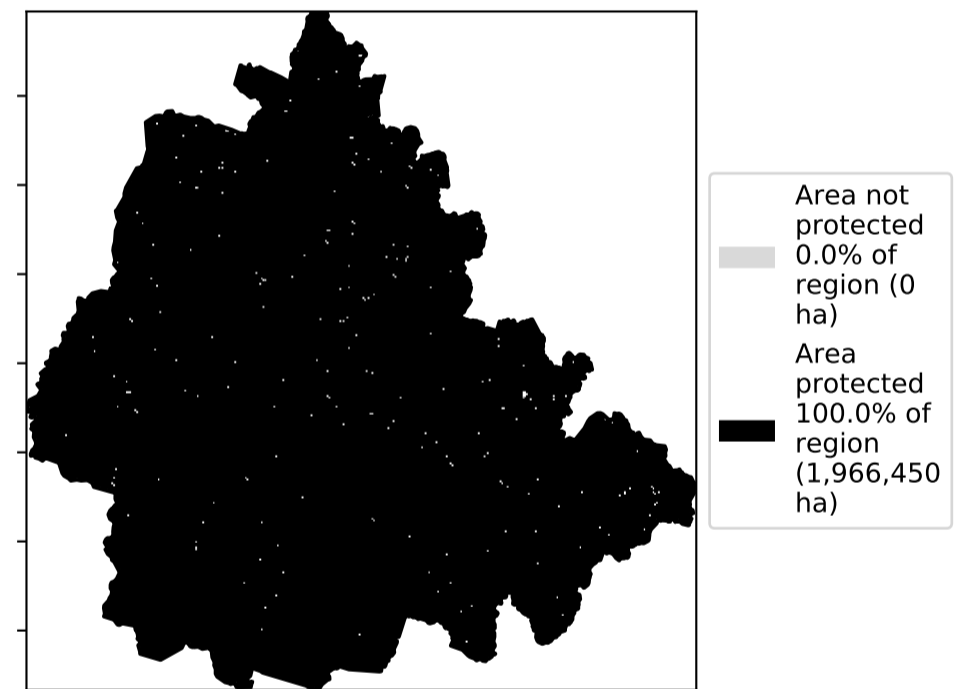 Area not
protected
0.0% of
region (0
ha)
Area
protected
100.0% of
region
(1,966,450
ha)